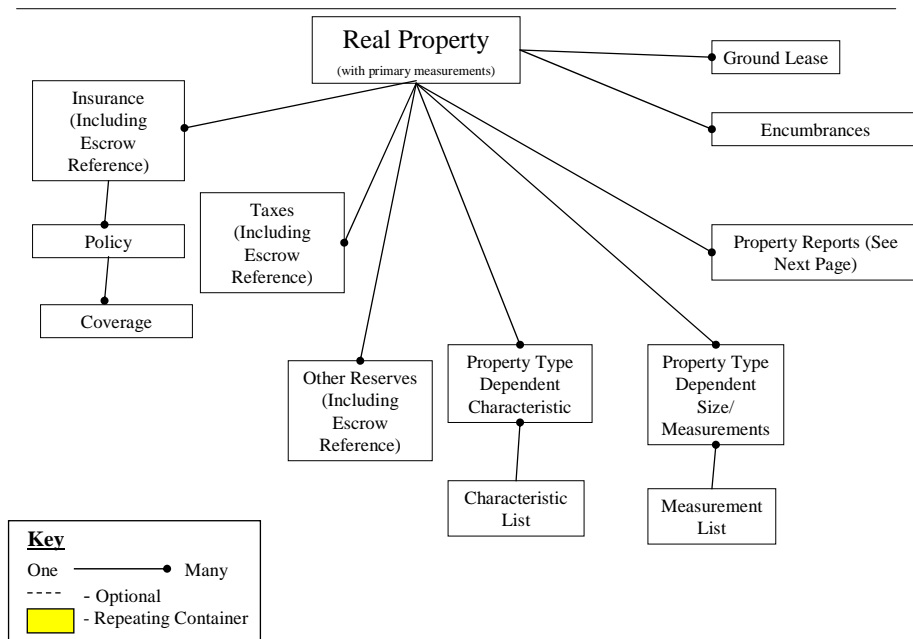 Real Property
(with primary measurements)
Ground Lease
Insurance
(Including
Escrow
Reference)
Encumbrances
Taxes
(Including
Escrow
Reference)
Policy
Property Reports (See
Next Page)
Coverage
Other Reserves
(Including
Escrow
Reference)
Property Type
Dependent
Characteristic
Property Type
Dependent
Size/
Measurements
Characteristic
List
Measurement
List
Key
One Many
- Optional
- Repeating Container